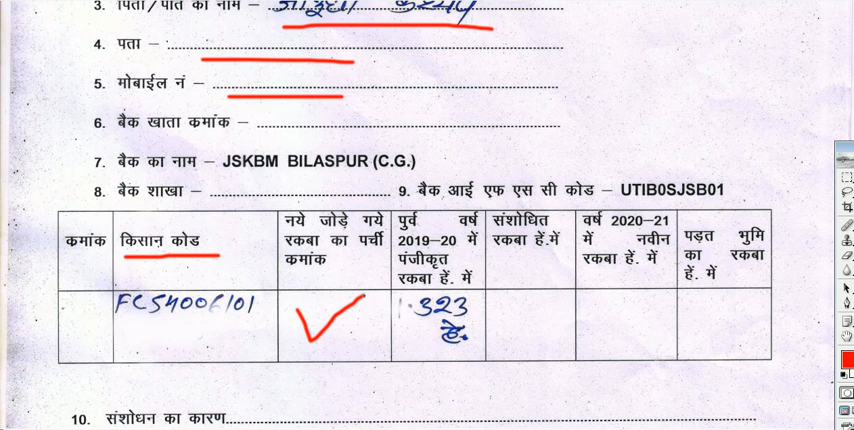 3. पिता/पति का नाम –
4. पता –
5. मोबाईल नं –
6. बैक खाता कमांक –
7. बैक का नाम – JSKBM BILASPUR (C.G.)
8. बैक शाखा – 9. बैक आई एफ एस सी कोड – UTIB0SJSB01
कमांक किसान कोड नये जोड़े गये रकबा का पर्ची कमांक पुर्व वर्ष 2019–20 में पंजीकृत रकबा हें. में संशोधित रकबा हें.में वर्ष 2020–21 में नवीन रकबा हें. में पड़त भुमि का रकबा हें. में
FC54006101 1.323 हे.
10. संशोधन का कारण